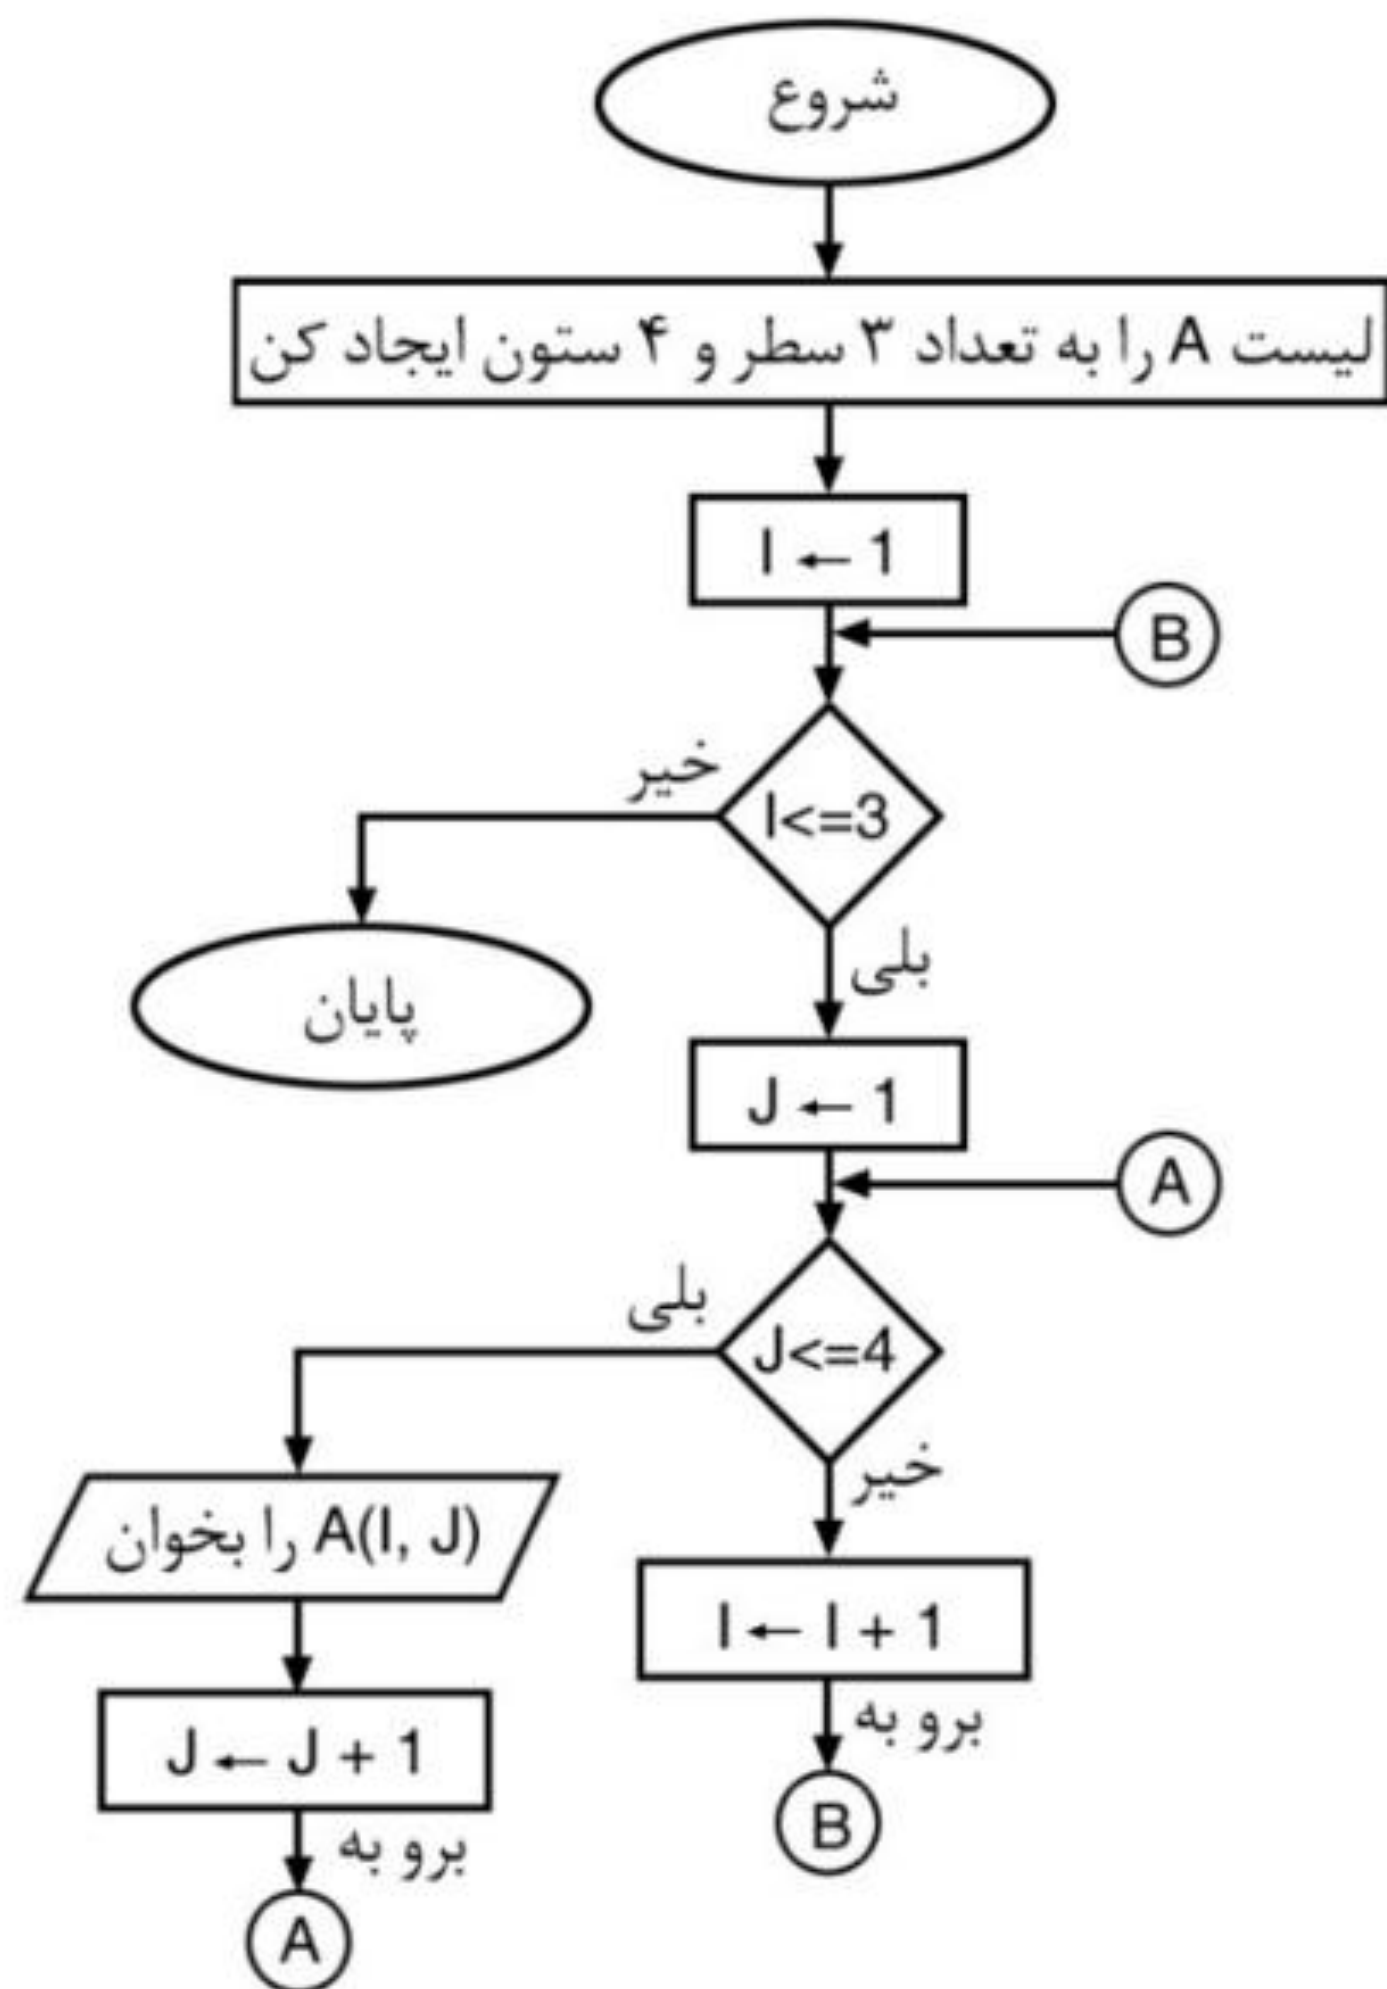 شروع
لیست A را به تعداد ۳ سطر و ۴ ستون ایجاد کن
I ← 1
B
I<=3
خیر
پایان
بلی
J ← 1
A
J<=4
بلی
A(I, J) را بخوان
J ← J + 1
برو به
A
خیر
I ← I + 1
برو به
B